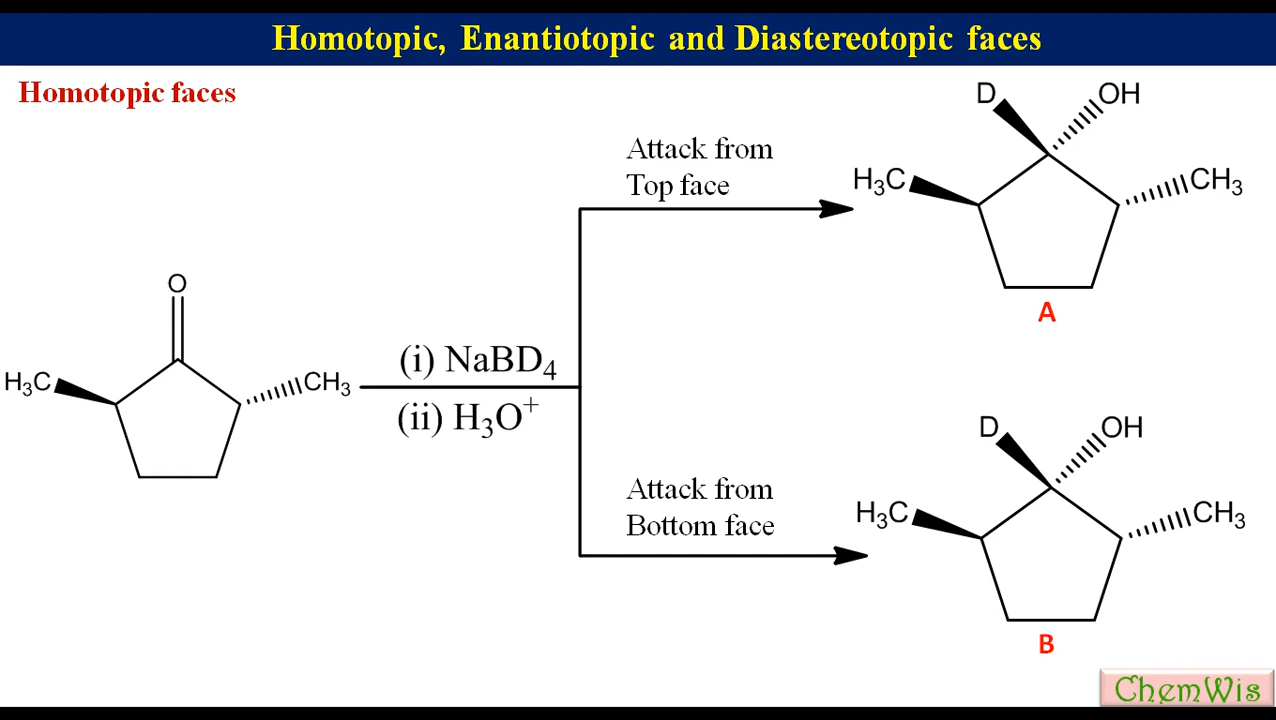 Homotopic, Enantiotopic and Diastereotopic faces
Homotopic faces
D
OH
H₃C
CH₃
Attack from
Top face
A
O
H₃C
CH₃
(i) NaBD₄
(ii) H₃O⁺
Attack from
Bottom face
D
OH
H₃C
CH₃
B
ChemWis